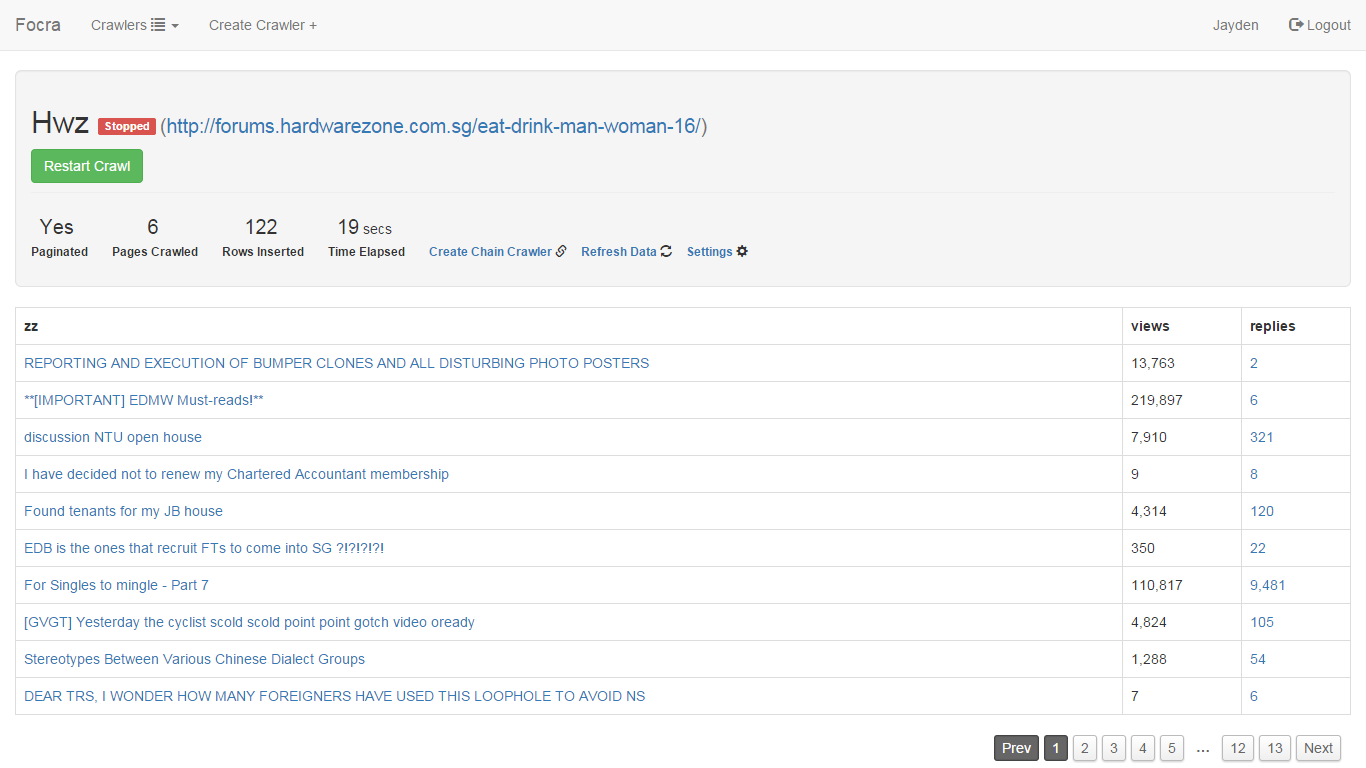 Focra Crawlers Create Crawler + Jayden Logout
Hwz Stopped (http://forums.hardwarezone.com.sg/eat-drink-man-woman-16/)
Restart Crawl
Yes 6 122 19 secs
Paginated Pages Crawled Rows Inserted Time Elapsed Create Chain Crawler Refresh Data Settings
zz views replies
REPORTING AND EXECUTION OF BUMPER CLONES AND ALL DISTURBING PHOTO POSTERS 13,763 2
**[IMPORTANT] EDMW Must-reads!** 219,897 6
discussion NTU open house 7,910 321
I have decided not to renew my Chartered Accountant membership 9 8
Found tenants for my JB house 4,314 120
EDB is the ones that recruit FTs to come into SG ?!?!?!?! 350 22
For Singles to mingle - Part 7 110,817 9,481
[GVGT] Yesterday the cyclist scold scold point point gotch video oready 4,824 105
Stereotypes Between Various Chinese Dialect Groups 1,288 54
DEAR TRS, I WONDER HOW MANY FOREIGNERS HAVE USED THIS LOOPHOLE TO AVOID NS 7 6
Prev 1 2 3 4 5 ... 12 13 Next